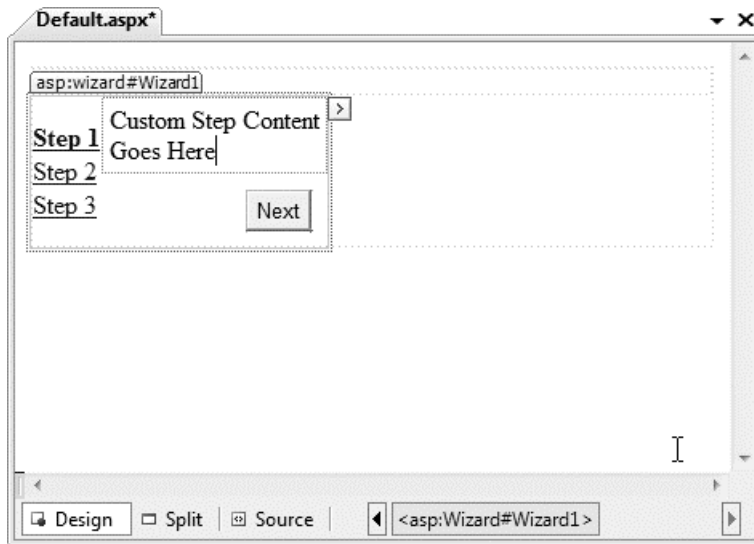 Default.aspx*
asp:wizard#Wizard1
Custom Step Content
Goes Here
Step 1
Step 2
Step 3
Next
Design Split Source <asp:Wizard#Wizard1>